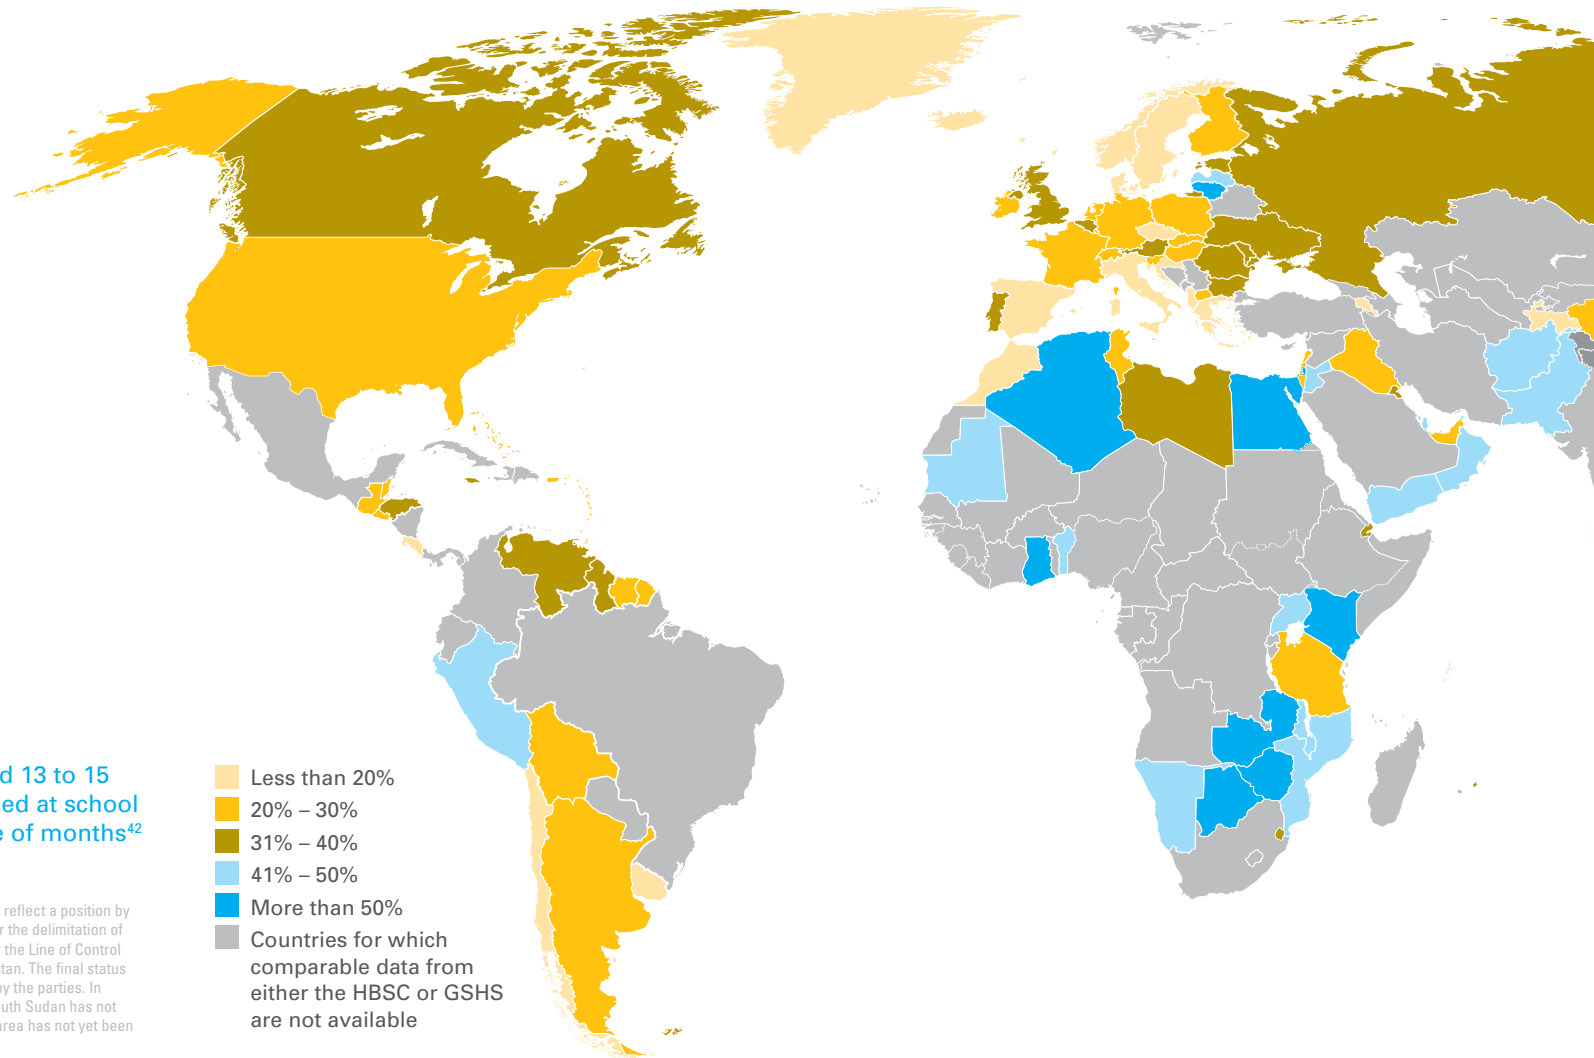 d 13 to 15
ed at school
e of months42
reflect a position by
r the delimitation of
r the Line of Control
tan. The final status
by the parties. In
outh Sudan has not
area has not yet been
Less than 20%
20% – 30%
31% – 40%
41% – 50%
More than 50%
Countries for which
comparable data from
either the HBSC or GSHS
are not available